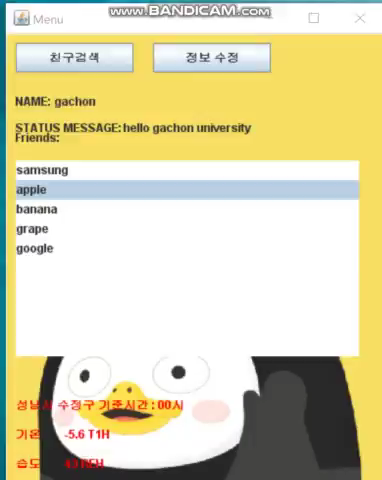 www.BANDICAM.com
Menu
친구검색 정보 수정
NAME: gachon
STATUS MESSAGE: hello gachon university
Friends:
samsung
apple
banana
grape
google
성남시 수정구 기준시간 : 00시
기온 -5.6 T1H
습도 REH